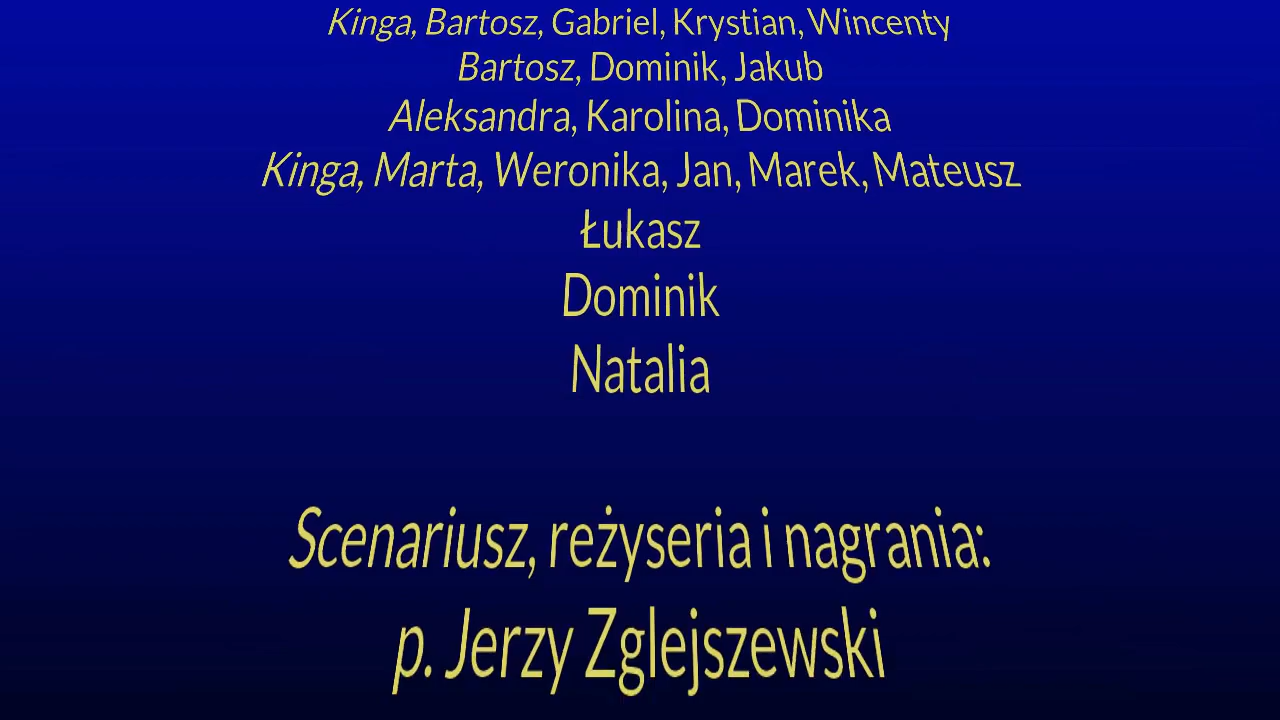 Kinga, Bartosz, Gabriel, Krystian, Wincenty
Bartosz, Dominik, Jakub
Aleksandra, Karolina, Dominika
Kinga, Marta, Weronika, Jan, Marek, Mateusz
Łukasz
Dominik
Natalia
Scenariusz, reżyseria i nagrania:
p. Jerzy Zglejszewski